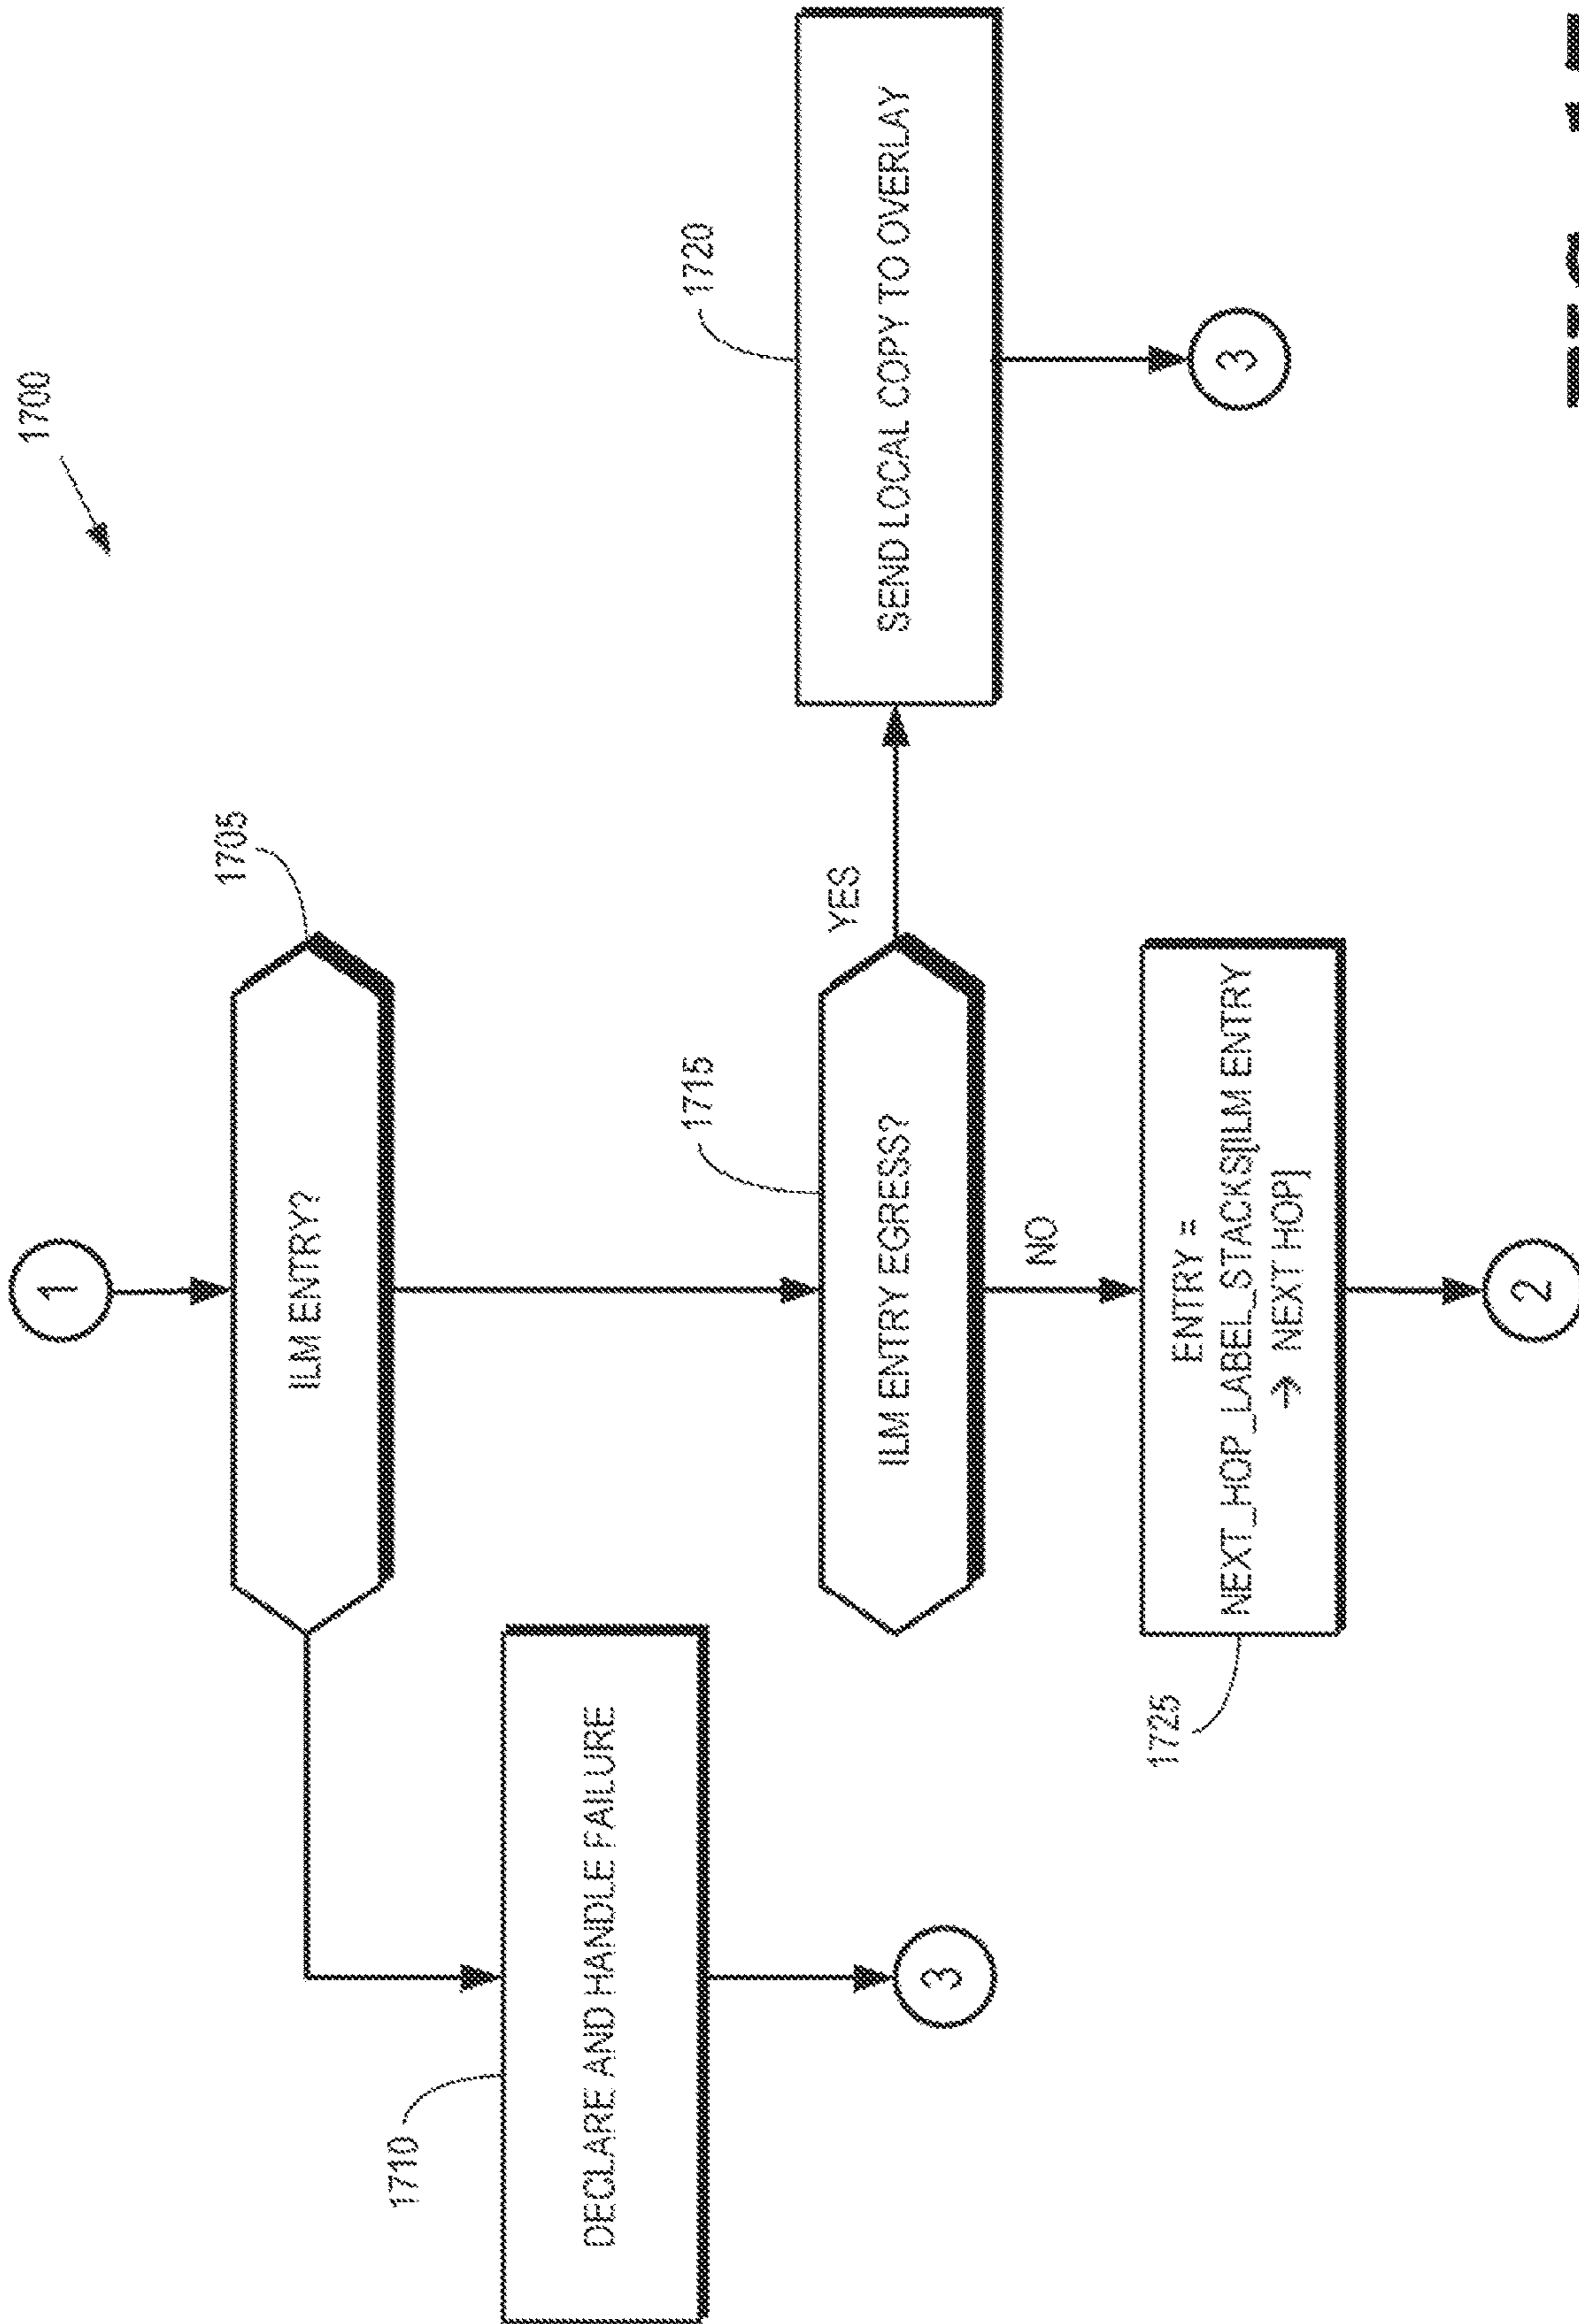 1700
1
ILM ENTRY?
1705
DECLARE AND HANDLE FAILURE
1710
3
ILM ENTRY EGRESS?
1715
YES
SEND LOCAL COPY TO OVERLAY
1720
3
NO
ENTRY =
NEXT_HOP_LABEL_STACKS[ILM ENTRY
→ NEXT HOP]
1725
2